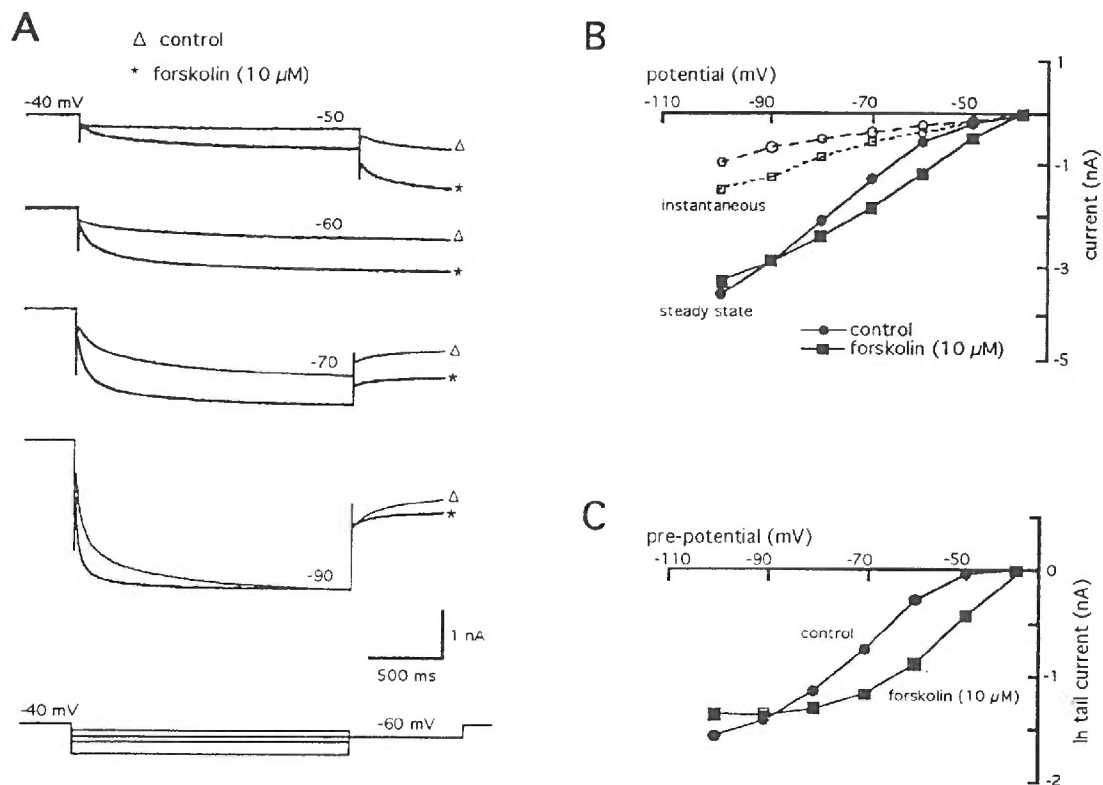 A
△ control
* forskolin (10 µM)
-40 mV
-50
△
*
-60
△
*
-70
△
*
-90
△
*
1 nA
500 ms
-40 mV
-60 mV
B
potential (mV)
-110 -90 -70 -50
1
0
-1
-3
-5
current (nA)
instantaneous
steady state
control
forskolin (10 µM)
C
pre-potential (mV)
-110 -90 -70 -50
0
-1
-2
Ih tail current (nA)
control
forskolin (10 µM)